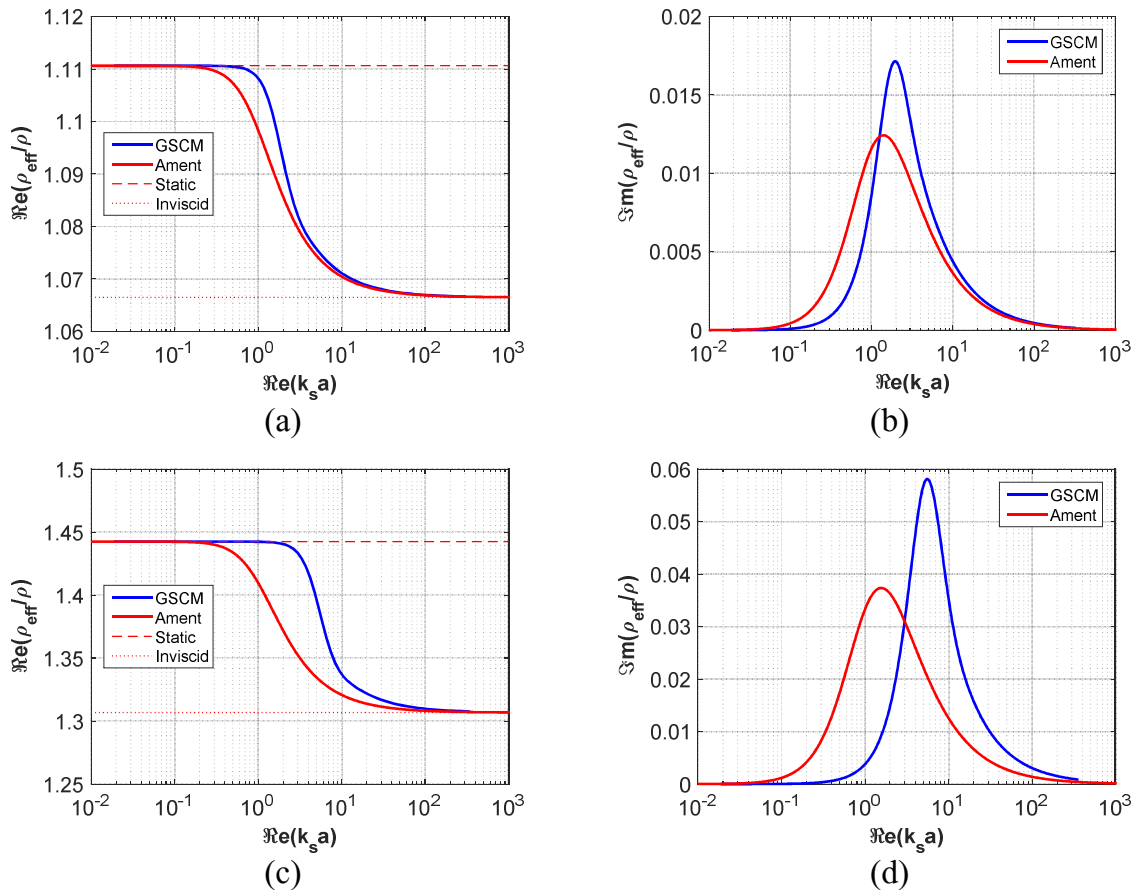 1.12
1.11
1.1
1.09
1.08
1.07
1.06
ℜe(ρeff/ρ)
GSCM
Ament
Static
Inviscid
10-2 10-1 100 101 102 103
ℜe(ksa)
(a)
0.02
0.015
0.01
0.005
0
ℑm(ρeff/ρ)
GSCM
Ament
10-2 10-1 100 101 102 103
ℜe(ksa)
(b)
1.5
1.45
1.4
1.35
1.3
1.25
ℜe(ρeff/ρ)
GSCM
Ament
Static
Inviscid
10-2 10-1 100 101 102 103
ℜe(ksa)
(c)
0.06
0.05
0.04
0.03
0.02
0.01
0
ℑm(ρeff/ρ)
GSCM
Ament
10-2 10-1 100 101 102 103
ℜe(ksa)
(d)